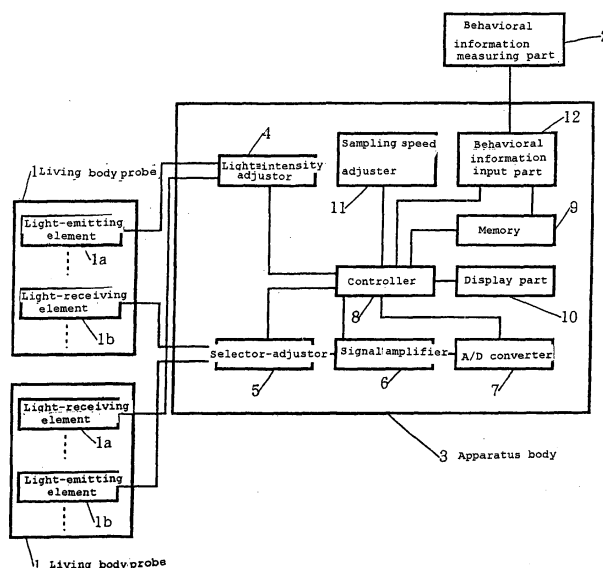 Behavioral
information
measuring part
2
4
Light intensity
adjustor
Sampling speed
adjuster
11
12
Behavioral
information
input part
1 Living body probe
Light-emitting
element
1a
Light-receiving
element
1b
Memory
9
Controller
8
Display part
10
Selector-adjustor
5
Signal amplifier
6
A/D converter
7
Light-receiving
element
1a
Light-emitting
element
1b
3 Apparatus body
1 Living body probe